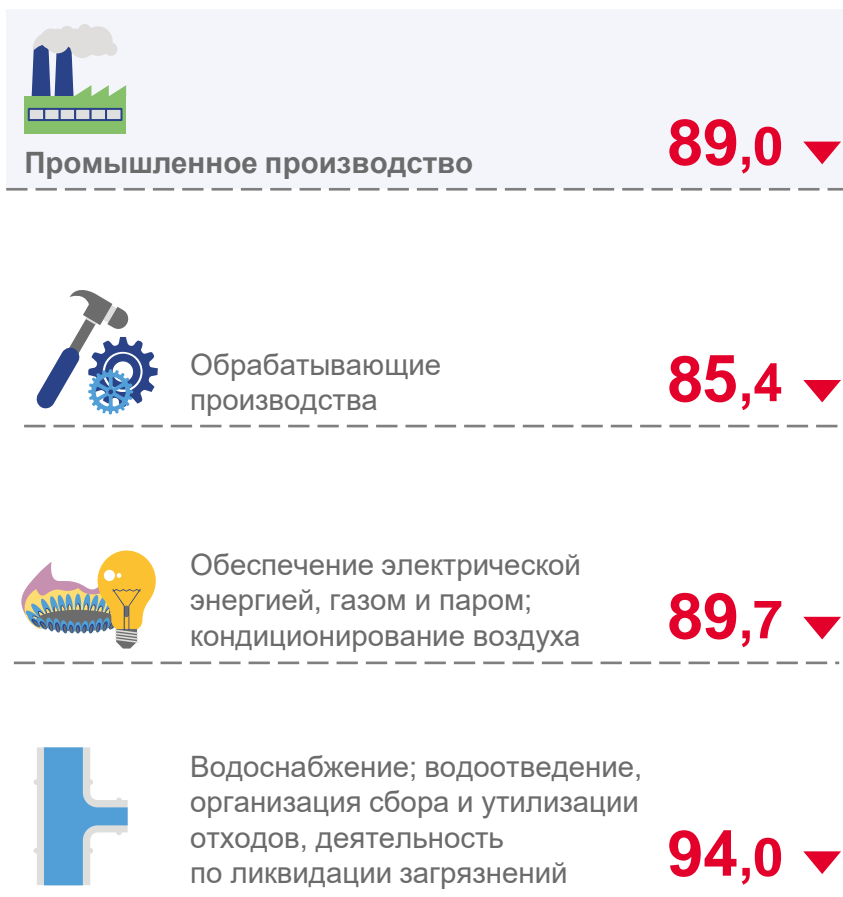 Промышленное производство
89,0
Обрабатывающие
производства
85,4
Обеспечение электрической
энергией, газом и паром;
кондиционирование воздуха
89,7
Водоснабжение; водоотведение,
организация сбора и утилизации
отходов, деятельность
по ликвидации загрязнений
94,0